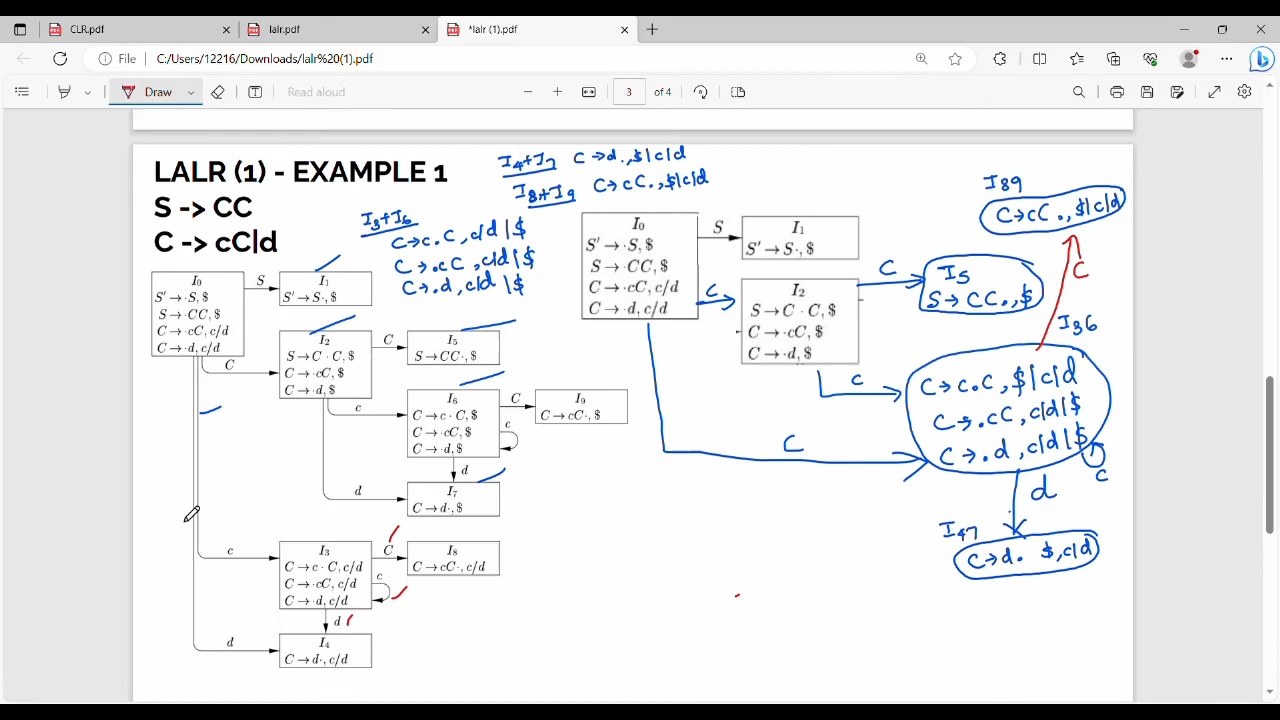 CLR.pdf
lalr.pdf
*lalr (1).pdf
File
C:/Users/12216/Downloads/lalr%20(1).pdf
Draw
Read aloud
3
of 4
LALR (1) - EXAMPLE 1
S -> CC
C -> cC|d
I4+I7 C→d.,$|c|d
I8+I9 C→cC.,$|c|d
I3+I6
C→c.C,c/d|$
C→.cC,c/d|$
C→.d,c/d|$
I0
S′→·S,$
S→·CC,$
C→·cC,c/d
C→·d,c/d
S
I1
S′→S·,$
C
I2
S→C·C,$
C→·cC,$
C→·d,$
C
I5
S→CC·,$
c
I6
C→c·C,$
C→·cC,$
C→·d,$
C
I9
C→cC·,$
c
d
d
I7
C→d·,$
c
I3
C→c·C,c/d
C→·cC,c/d
C→·d,c/d
C
I8
C→cC·,c/d
c
d
d
I4
C→d·,c/d
I0
S′→·S,$
S→·CC,$
C→·cC,c/d
C→·d,c/d
S
I1
S′→S·,$
C
I2
S→C·C,$
C→·cC,$
C→·d,$
C
I5
S→CC.,$
I89
C→cC.,$|c|d
C
I36
c
C→c.C,$|c|d
C→.cC,c/d|$
C→.d,c/d|$
c
c
d
I47
C→d. $,c/d